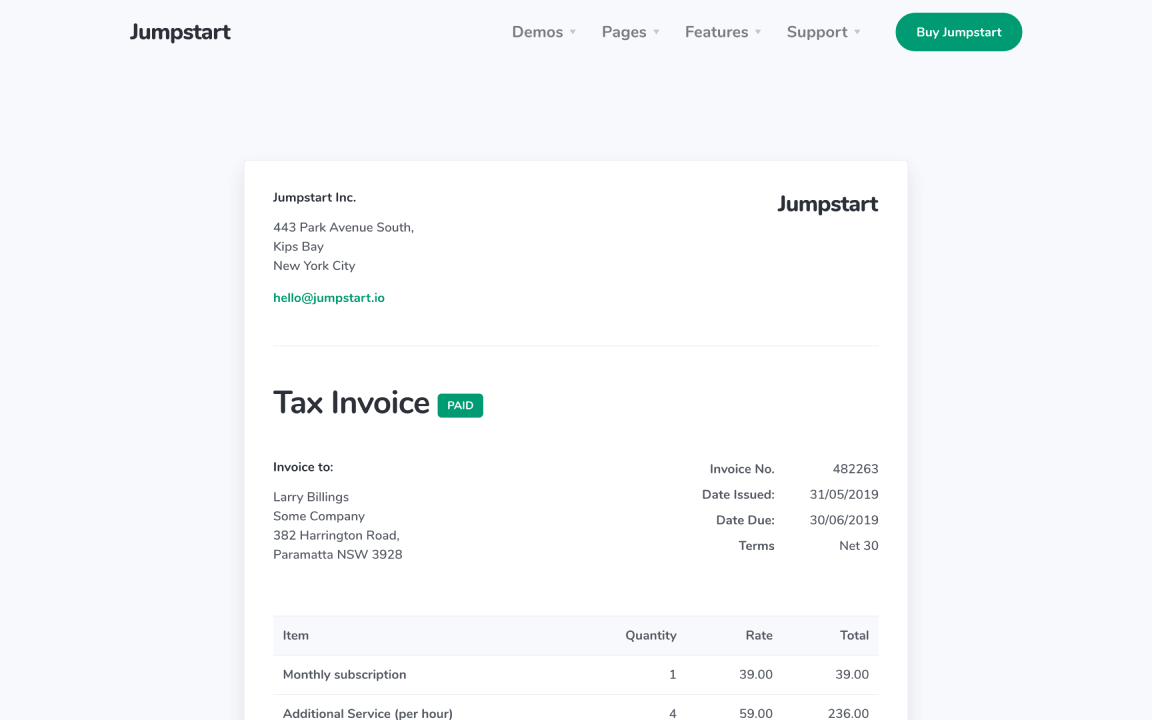 Jumpstart Demos Pages Features Support Buy Jumpstart
Jumpstart Inc.
Jumpstart
443 Park Avenue South,
Kips Bay
New York City
hello@jumpstart.io
Tax Invoice PAID
Invoice to:
Larry Billings
Some Company
382 Harrington Road,
Paramatta NSW 3928
Invoice No. 482263
Date Issued: 31/05/2019
Date Due: 30/06/2019
Terms Net 30
Item Quantity Rate Total
Monthly subscription 1 39.00 39.00
Additional Service (per hour) 4 59.00 236.00